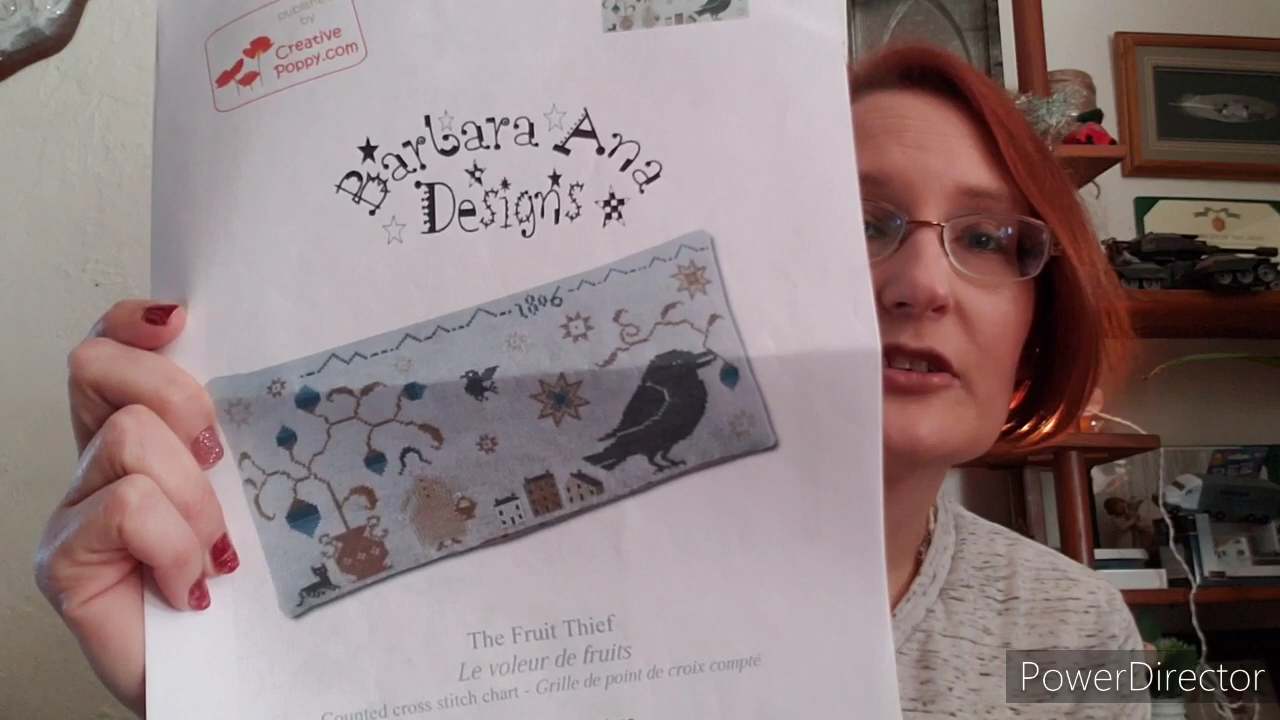 by
Creative
Poppy.com
Barbara Ana
Designs
1806
The Fruit Thief
Le voleur de fruits
Counted cross stitch chart - Grille de point de croix compté
PowerDirector